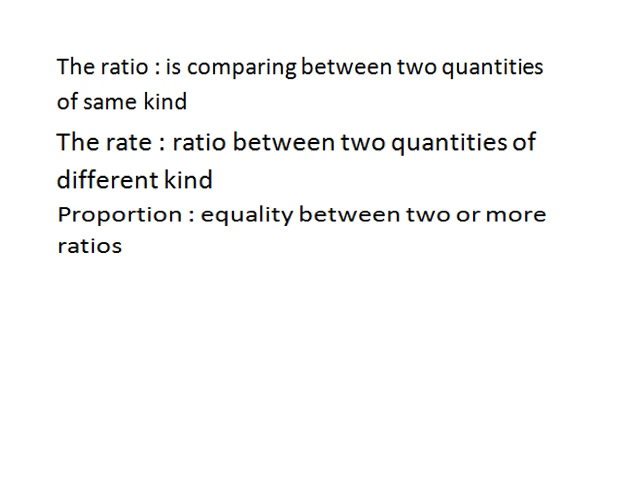 The ratio : is comparing between two quantities
of same kind
The rate : ratio between two quantities of
different kind
Proportion : equality between two or more
ratios